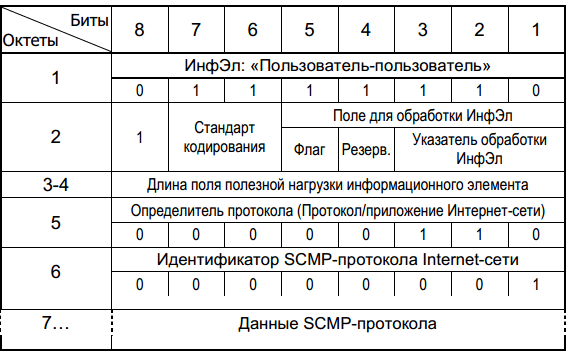 Биты
Октеты
8 7 6 5 4 3 2 1
1
ИнфЭл: «Пользователь-пользователь»
0 1 1 1 1 1 1 0
2
1
Стандарт
кодирования
Поле для обработки ИнфЭл
Флаг
Резерв.
Указатель обработки
ИнфЭл
3-4
Длина поля полезной нагрузки информационного элемента
5
Определитель протокола (Протокол/приложение Интернет-сети)
0 0 0 0 0 1 1 0
6
Идентификатор SCMP-протокола Internet-сети
0 0 0 0 0 0 0 1
7…
Данные SCMP-протокола